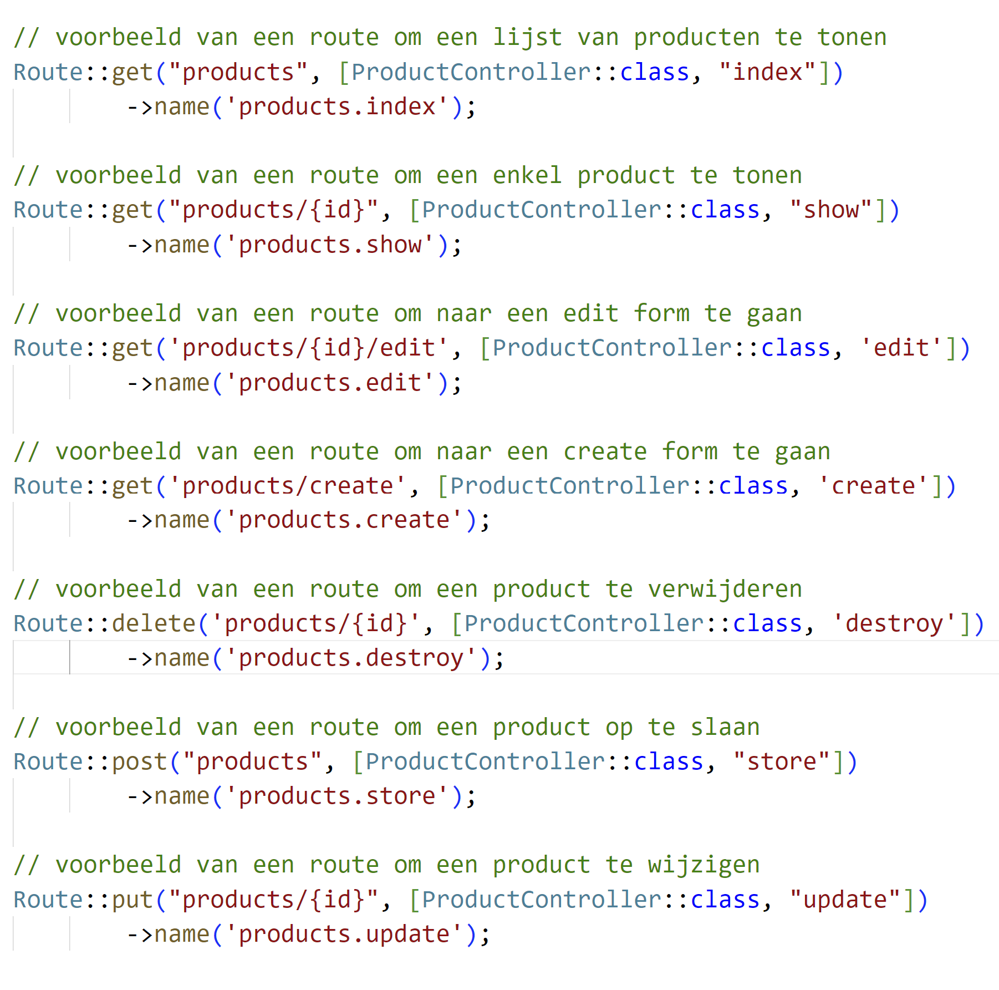 // voorbeeld van een route om een lijst van producten te tonen
Route::get("products", [ProductController::class, "index"])
->name('products.index');
// voorbeeld van een route om een enkel product te tonen
Route::get("products/{id}", [ProductController::class, "show"])
->name('products.show');
// voorbeeld van een route om naar een edit form te gaan
Route::get('products/{id}/edit', [ProductController::class, 'edit'])
->name('products.edit');
// voorbeeld van een route om naar een create form te gaan
Route::get('products/create', [ProductController::class, 'create'])
->name('products.create');
// voorbeeld van een route om een product te verwijderen
Route::delete('products/{id}', [ProductController::class, 'destroy'])
->name('products.destroy');
// voorbeeld van een route om een product op te slaan
Route::post("products", [ProductController::class, "store"])
->name('products.store');
// voorbeeld van een route om een product te wijzigen
Route::put("products/{id}", [ProductController::class, "update"])
->name('products.update');